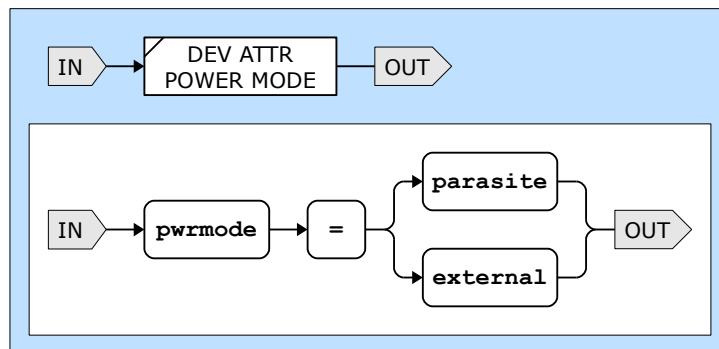 IN
DEV ATTR
POWER MODE
OUT
IN
pwrmode
=
parasite
external
OUT